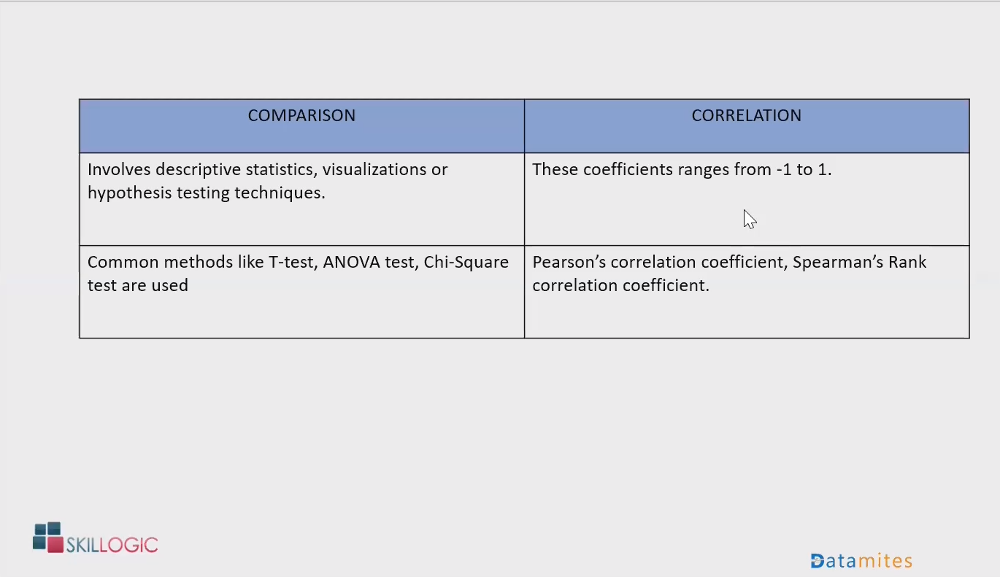 COMPARISON
CORRELATION
Involves descriptive statistics, visualizations or
hypothesis testing techniques.
These coefficients ranges from -1 to 1.
Common methods like T-test, ANOVA test, Chi-Square
test are used
Pearson’s correlation coefficient, Spearman’s Rank
correlation coefficient.
SKILLOGIC
Datamites